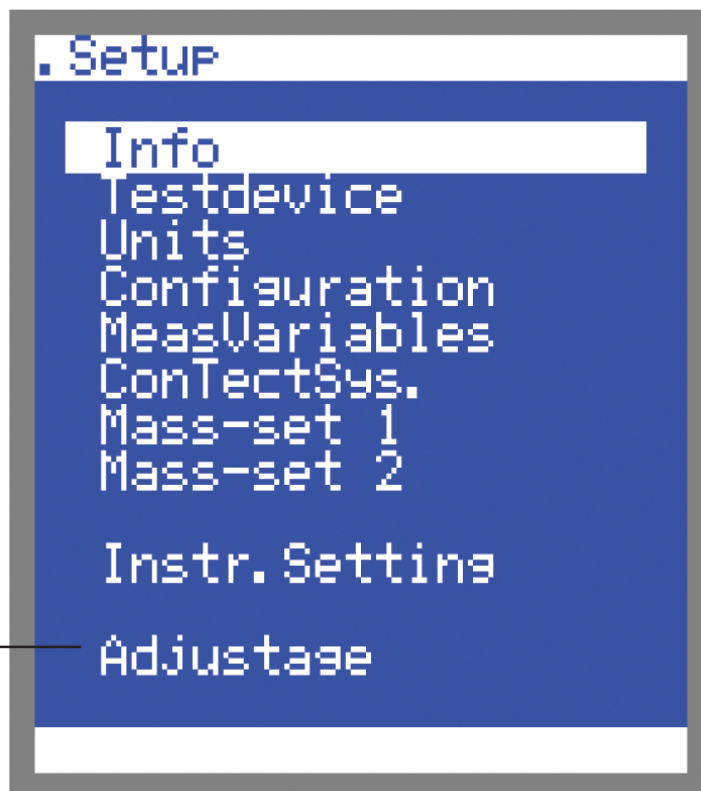 .Setup
Info
Testdevice
Units
Configuration
MeasVariables
ConTectSys.
Mass-set 1
Mass-set 2
Instr.Setting
Adjustage